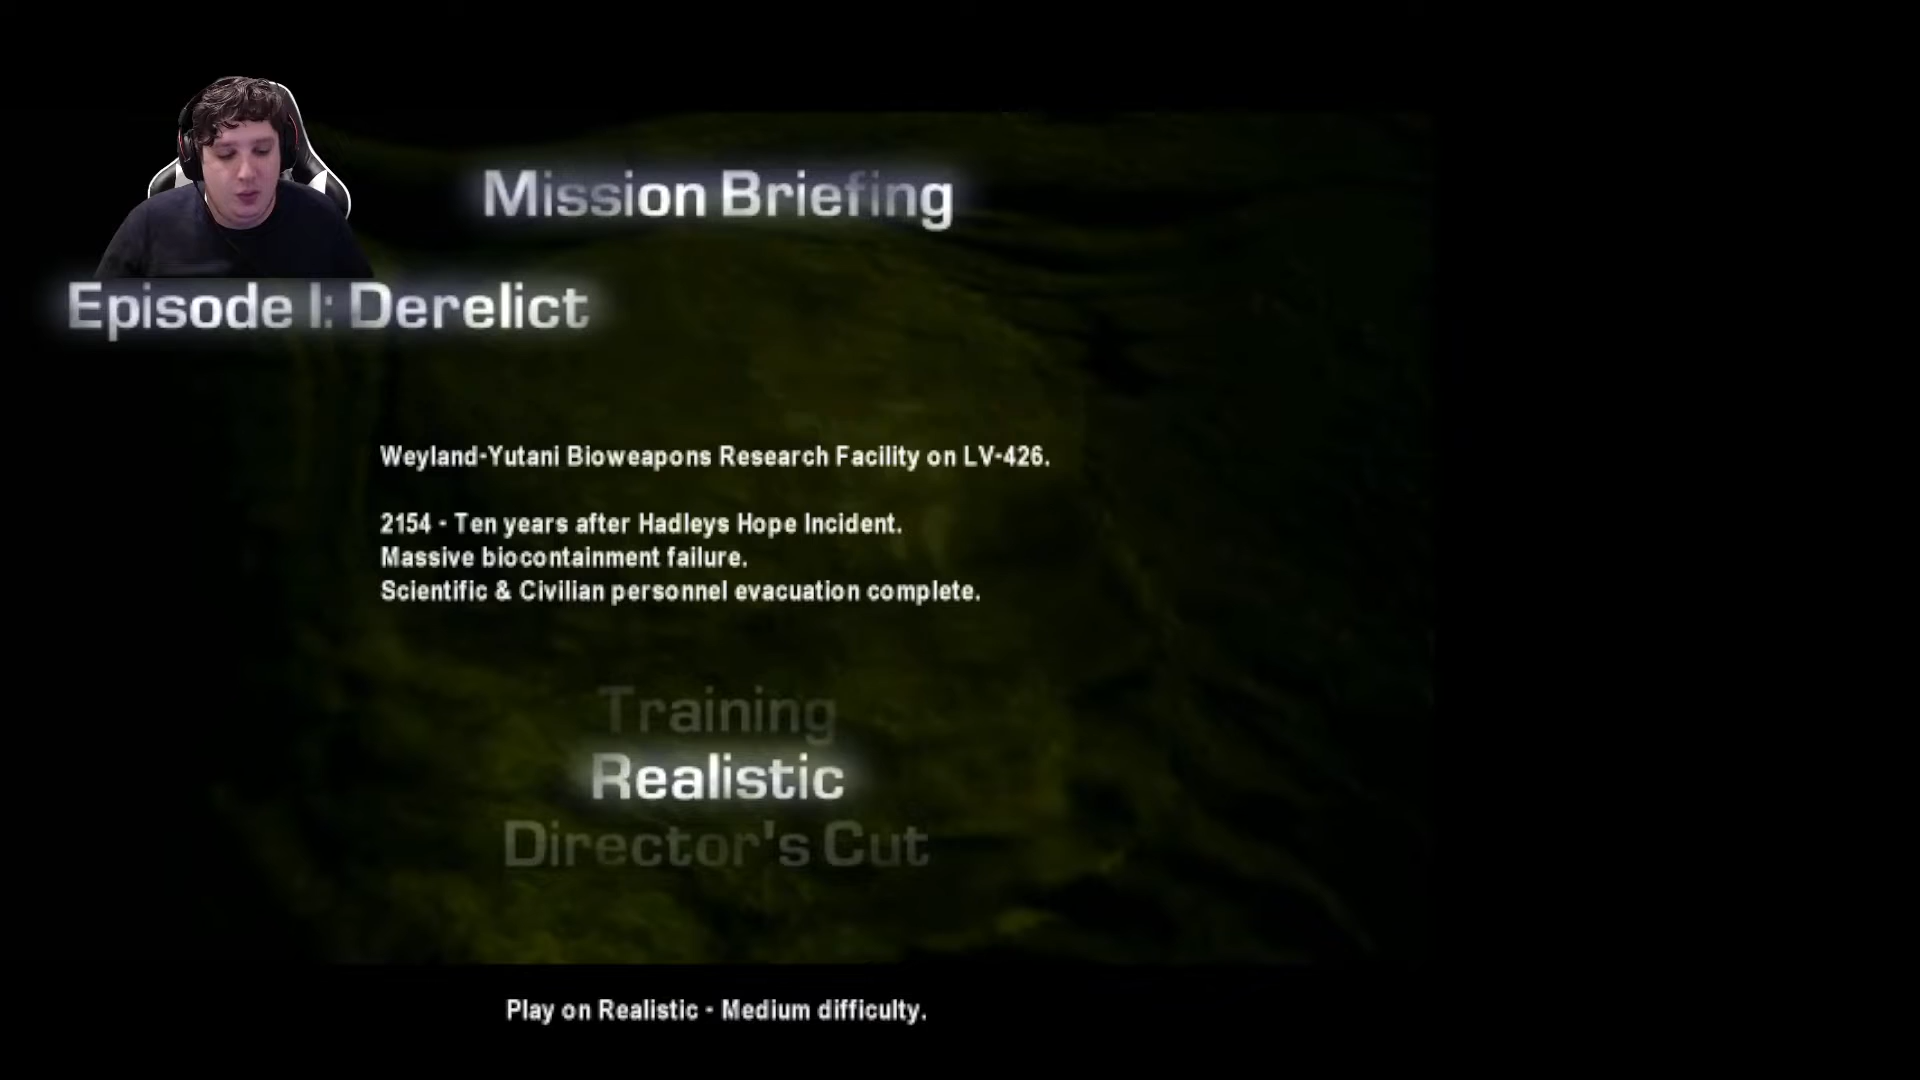 Mission Briefing
Episode I: Derelict
Weyland-Yutani Bioweapons Research Facility on LV-426.
2154 - Ten years after Hadleys Hope Incident.
Massive biocontainment failure.
Scientific & Civilian personnel evacuation complete.
Training
Realistic
Director's Cut
Play on Realistic - Medium difficulty.